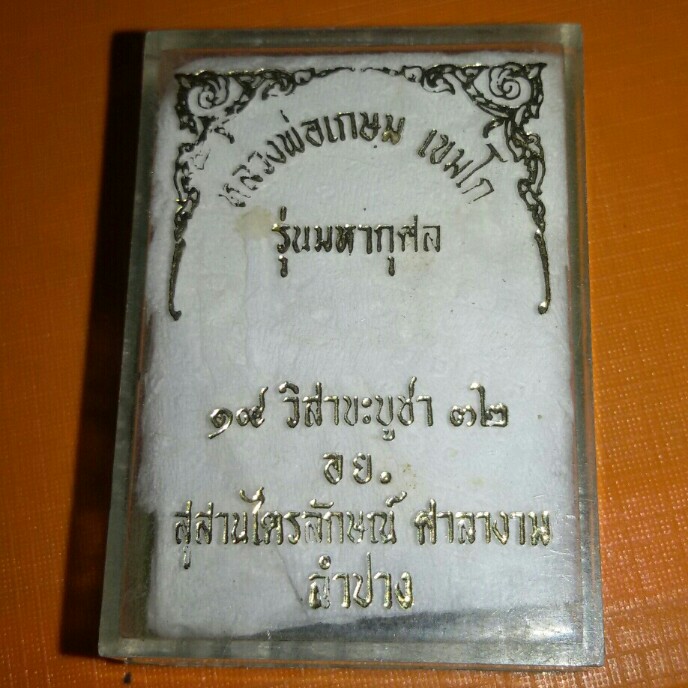 หลวงพ่อเกษม เขมโก
รุ่นมหากุศล
๑๙ วิสาขะบูชา ๓๒
อย.
สุสานไตรลักษณ์ ศาลางาม
ลำปาง